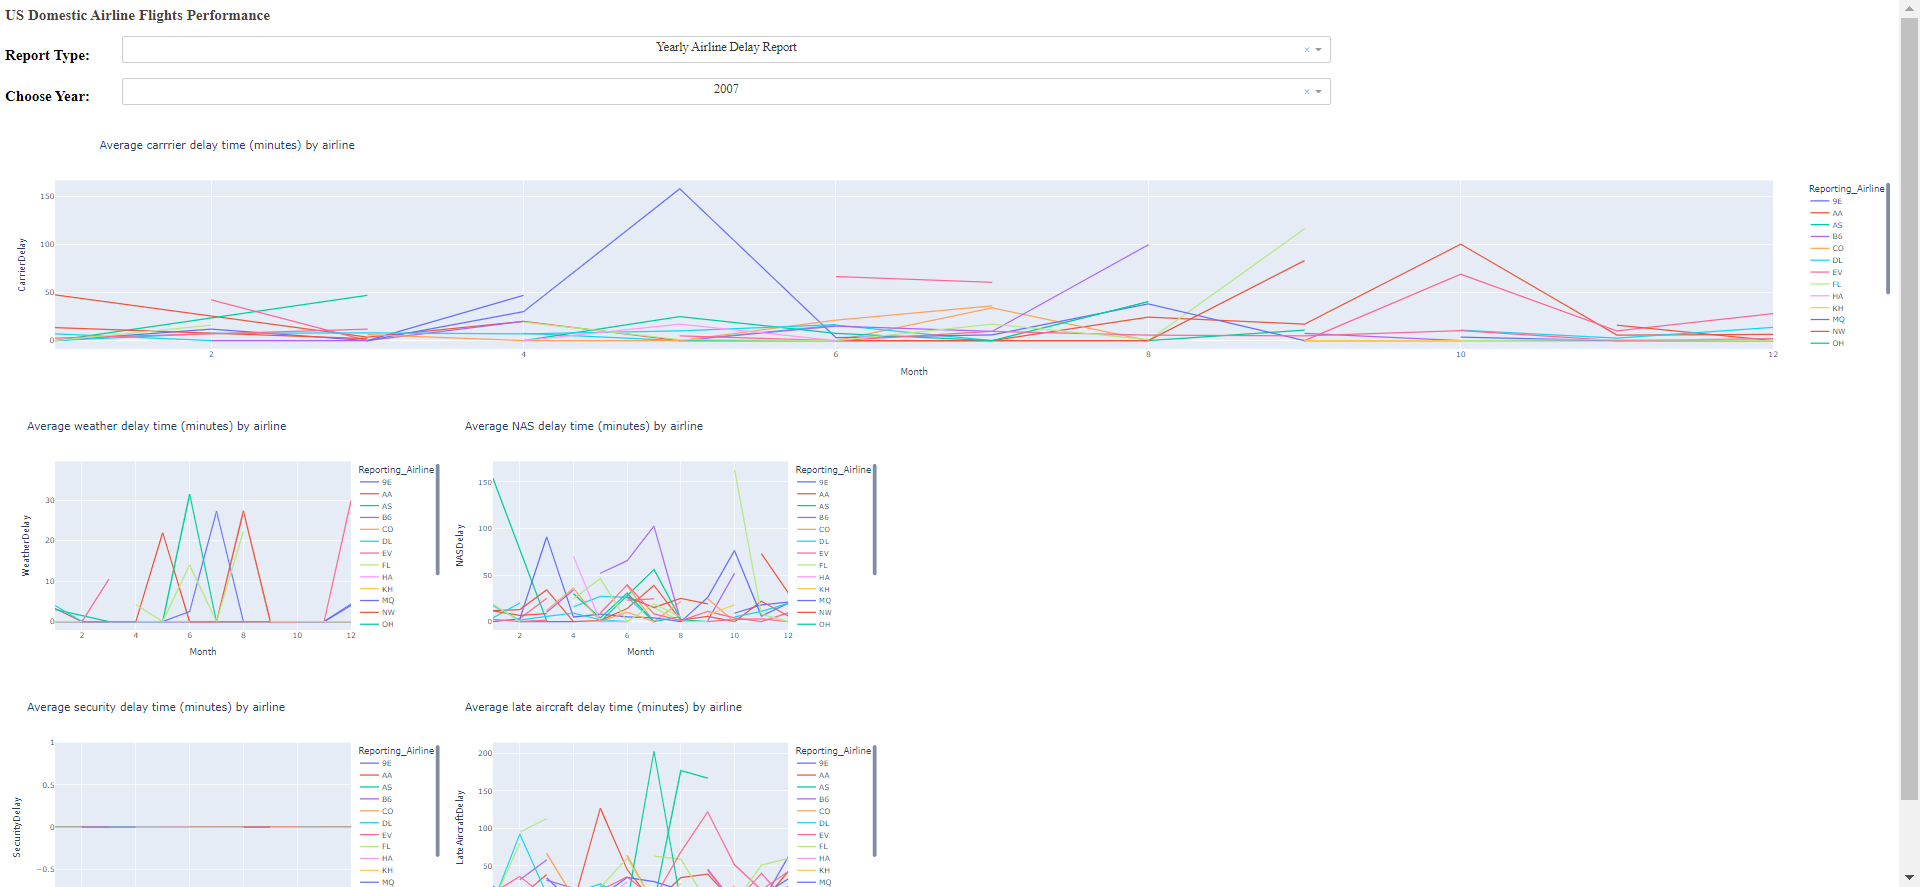 US Domestic Airline Flights Performance
Report Type:
Yearly Airline Delay Report
×
Choose Year:
2007
×
Average carrrier delay time (minutes) by airline
CarrierDelay
150
100
50
0
2
4
6
8
10
12
Month
Reporting_Airline
9E
AA
AS
B6
CO
DL
EV
FL
HA
KH
MQ
NW
OH
Average weather delay time (minutes) by airline
WeatherDelay
30
20
10
0
2
4
6
8
10
12
Month
Reporting_Airline
9E
AA
AS
B6
CO
DL
EV
FL
HA
KH
MQ
NW
OH
Average NAS delay time (minutes) by airline
NASDelay
150
100
50
0
2
4
6
8
10
12
Month
Reporting_Airline
9E
AA
AS
B6
CO
DL
EV
FL
HA
KH
MQ
NW
OH
Average security delay time (minutes) by airline
SecurityDelay
1
0.5
0
−0.5
Reporting_Airline
9E
AA
AS
B6
CO
DL
EV
FL
HA
KH
MQ
Average late aircraft delay time (minutes) by airline
LateAircraftDelay
200
150
100
50
Reporting_Airline
9E
AA
AS
B6
CO
DL
EV
FL
HA
KH
MQ